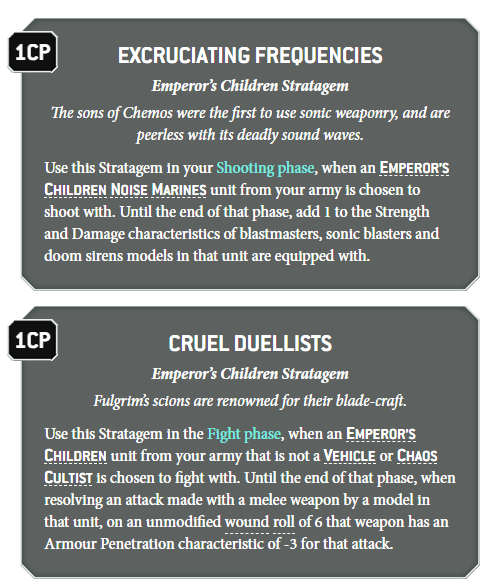 1CP
EXCRUCIATING FREQUENCIES
Emperor's Children Stratagem
The sons of Chemos were the first to use sonic weaponry, and are
peerless with its deadly sound waves.
Use this Stratagem in your Shooting phase, when an EMPEROR'S
CHILDREN NOISE MARINES unit from your army is chosen to
shoot with. Until the end of that phase, add 1 to the Strength
and Damage characteristics of blastmasters, sonic blasters and
doom sirens models in that unit are equipped with.
1CP
CRUEL DUELLISTS
Emperor's Children Stratagem
Fulgrim's scions are renowned for their blade-craft.
Use this Stratagem in the Fight phase, when an EMPEROR'S
CHILDREN unit from your army that is not a VEHICLE or CHAOS
CULTIST is chosen to fight with. Until the end of that phase, when
resolving an attack made with a melee weapon by a model in
that unit, on an unmodified wound roll of 6 that weapon has an
Armour Penetration characteristic of -3 for that attack.